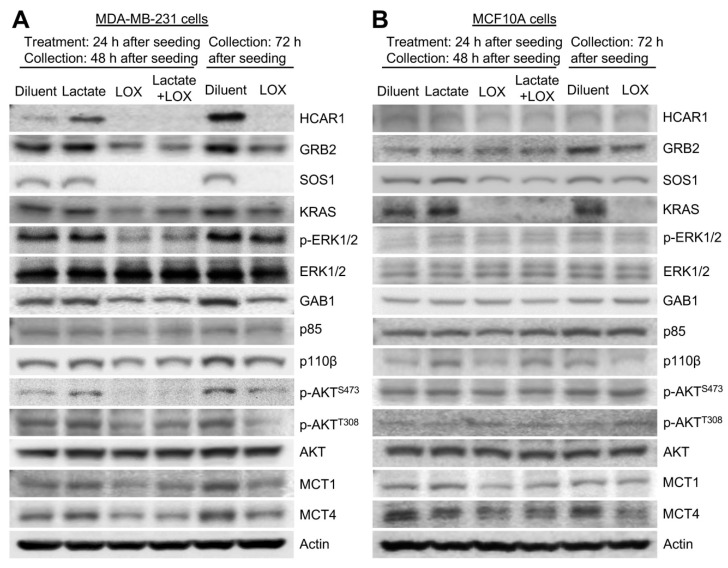 A
MDA-MB-231 cells
Treatment: 24 h after seeding
Collection: 48 h after seeding
Collection: 72 h
after seeding
Diluent
Lactate
LOX
Lactate
+LOX
Diluent
LOX
HCAR1
GRB2
SOS1
KRAS
p-ERK1/2
ERK1/2
GAB1
p85
p110β
p-AKTS473
p-AKTT308
AKT
MCT1
MCT4
Actin
B
MCF10A cells
Treatment: 24 h after seeding
Collection: 48 h after seeding
Collection: 72 h
after seeding
Diluent
Lactate
LOX
Lactate
+LOX
Diluent
LOX
HCAR1
GRB2
SOS1
KRAS
p-ERK1/2
ERK1/2
GAB1
p85
p110β
p-AKTS473
p-AKTT308
AKT
MCT1
MCT4
Actin